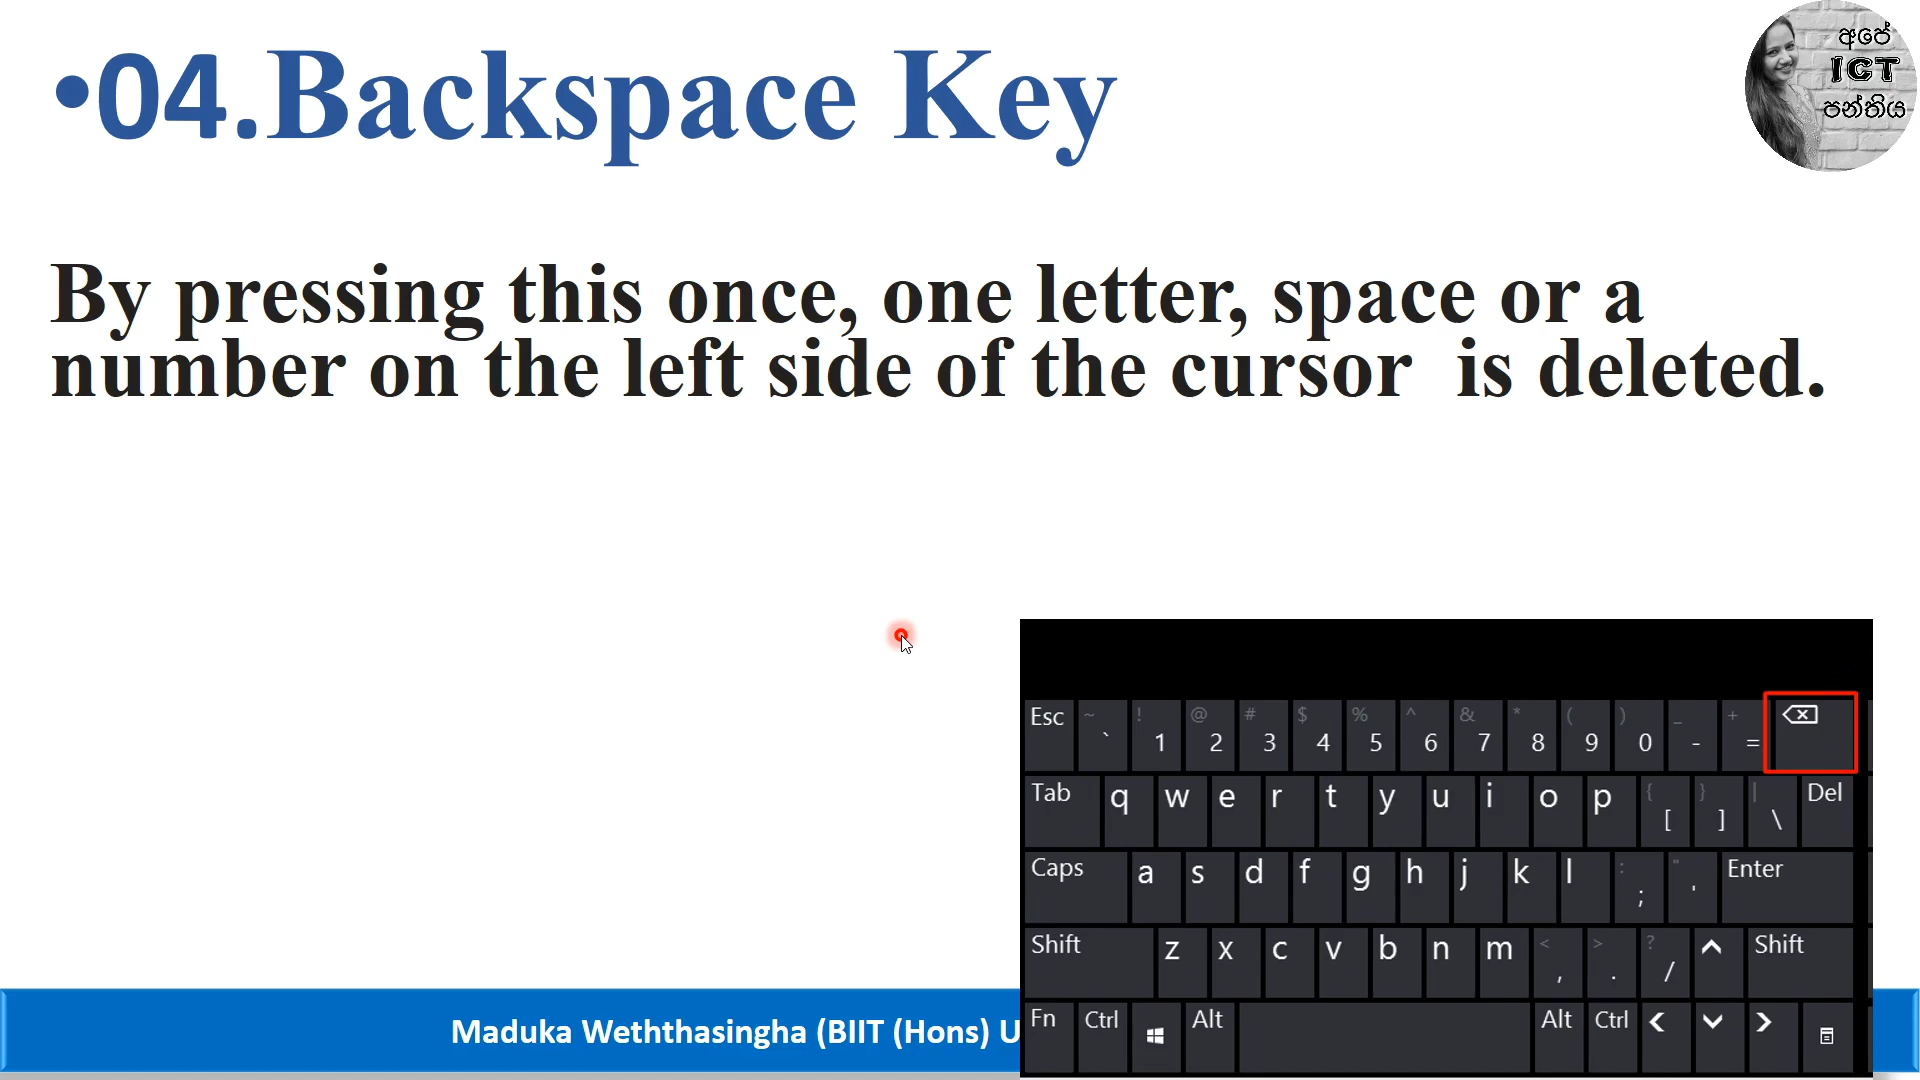 •04.Backspace Key
අපේ
ICT
පන්තිය
By pressing this once, one letter, space or a
number on the left side of the cursor  is deleted.
Esc ~ ` ! 1 @ 2 # 3 $ 4 % 5 ^ 6 & 7 * 8 ( 9 ) 0 _ - + =
Tab q w e r t y u i o p { [ } ] | \ Del
Caps a s d f g h j k l : ; " ' Enter
Shift z x c v b n m < , > . ? / Shift
Fn Ctrl Alt Alt Ctrl
Maduka Weththasingha (BIIT (Hons) U